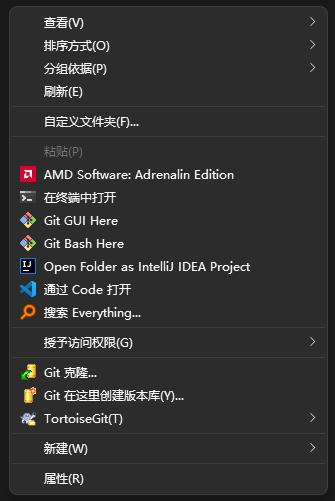 查看(V)
排序方式(O)
分组依据(P)
刷新(E)
自定义文件夹(F)...
粘贴(P)
AMD Software: Adrenalin Edition
在终端中打开
Git GUI Here
Git Bash Here
Open Folder as IntelliJ IDEA Project
通过 Code 打开
搜索 Everything...
授予访问权限(G)
Git 克隆...
Git 在这里创建版本库(Y)...
TortoiseGit(T)
新建(W)
属性(R)